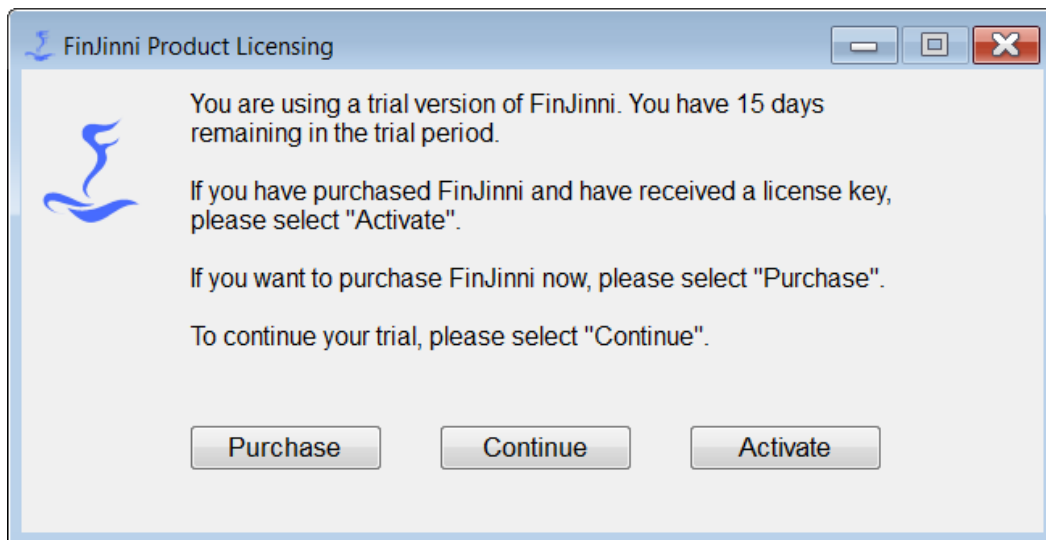 FinJinni Product Licensing
You are using a trial version of FinJinni. You have 15 days
remaining in the trial period.
If you have purchased FinJinni and have received a license key,
please select "Activate".
If you want to purchase FinJinni now, please select "Purchase".
To continue your trial, please select "Continue".
Purchase
Continue
Activate